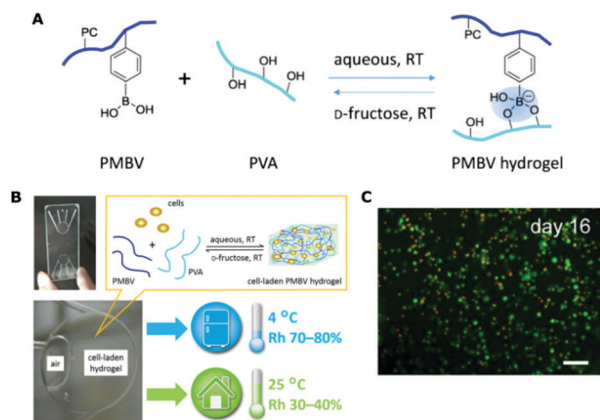 A
PC
HO
B
OH
PMBV
+
OH
OH
OH
PVA
aqueous, RT
D-fructose, RT
PC
HO
B
O
O
OH
PMBV hydrogel
B
cells
+
PMBV
PVA
aqueous, RT
D-fructose, RT
cell-laden PMBV hydrogel
air
cell-laden
hydrogel
4 °C
Rh 70–80%
25 °C
Rh 30–40%
C
day 16